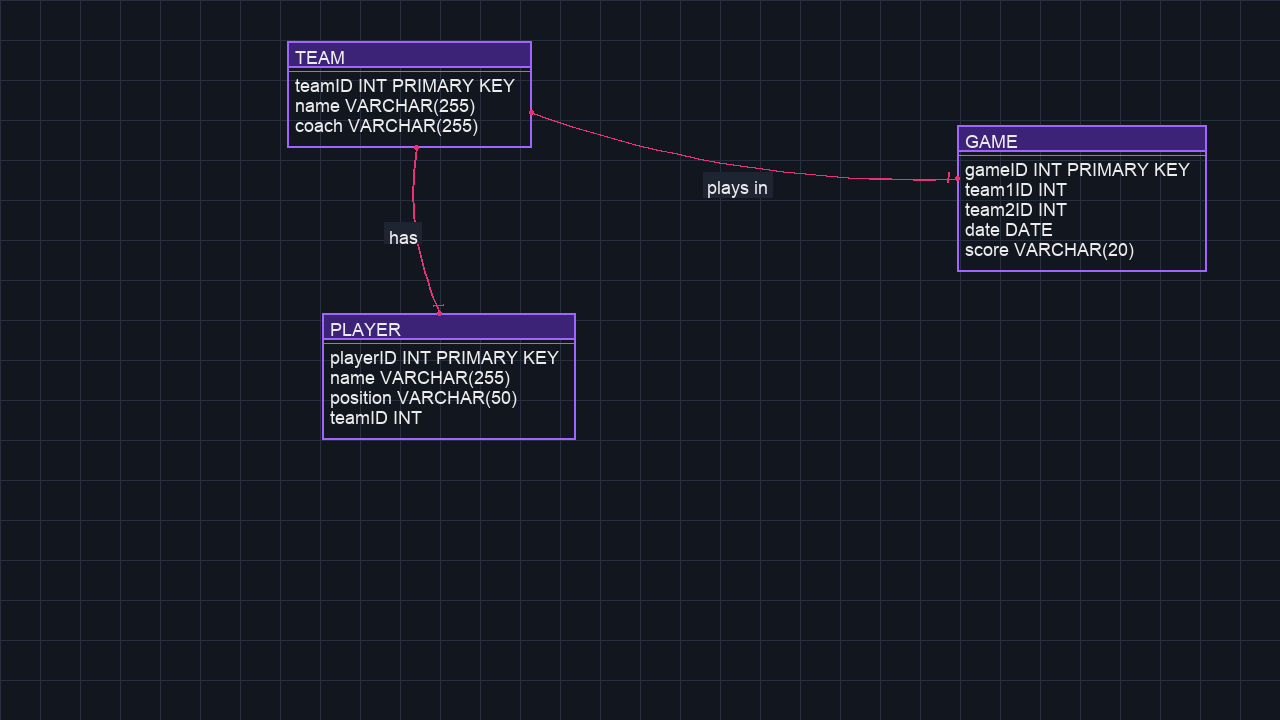 TEAM
teamID INT PRIMARY KEY
name VARCHAR(255)
coach VARCHAR(255)
plays in
GAME
gameID INT PRIMARY KEY
team1ID INT
team2ID INT
date DATE
score VARCHAR(20)
has
PLAYER
playerID INT PRIMARY KEY
name VARCHAR(255)
position VARCHAR(50)
teamID INT